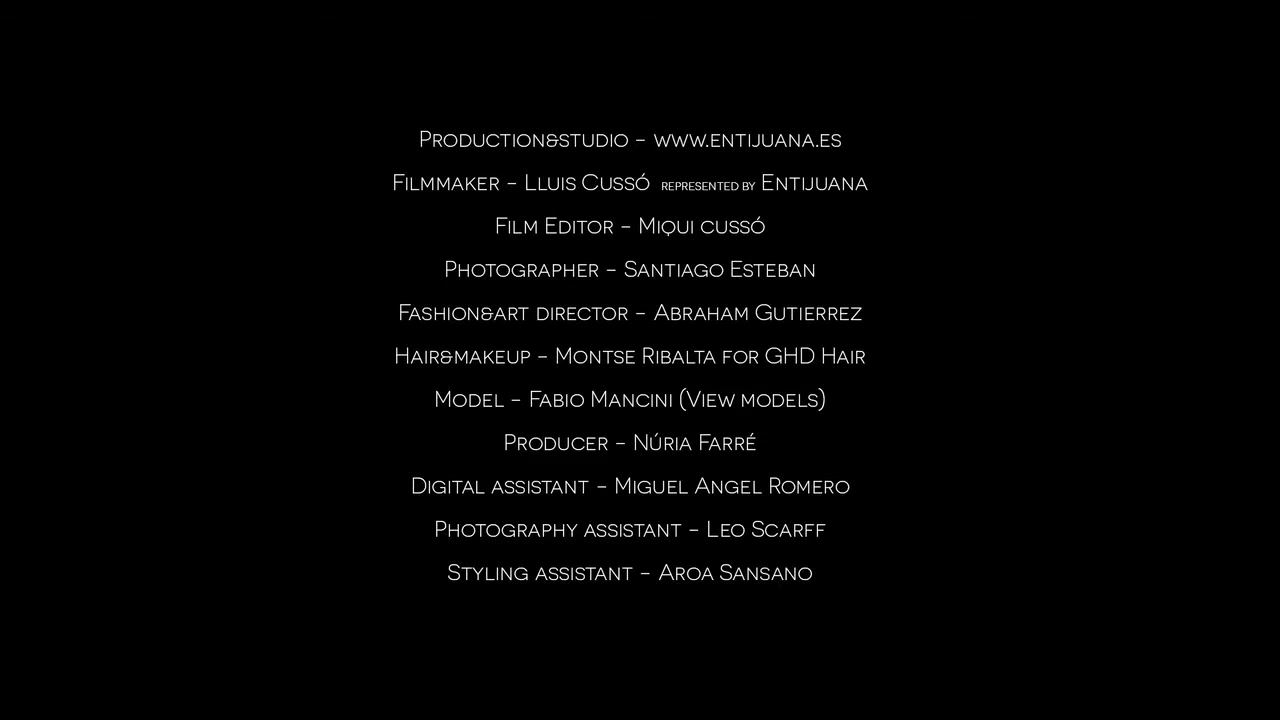 Production&studio - www.entijuana.es
Filmmaker - Lluis Cussó represented by Entijuana
Film Editor - Miqui cussó
Photographer - Santiago Esteban
Fashion&art director - Abraham Gutierrez
Hair&makeup - Montse Ribalta for GHD Hair
Model - Fabio Mancini (View models)
Producer - Núria Farré
Digital assistant - Miguel Angel Romero
Photography assistant - Leo Scarff
Styling assistant - Aroa Sansano